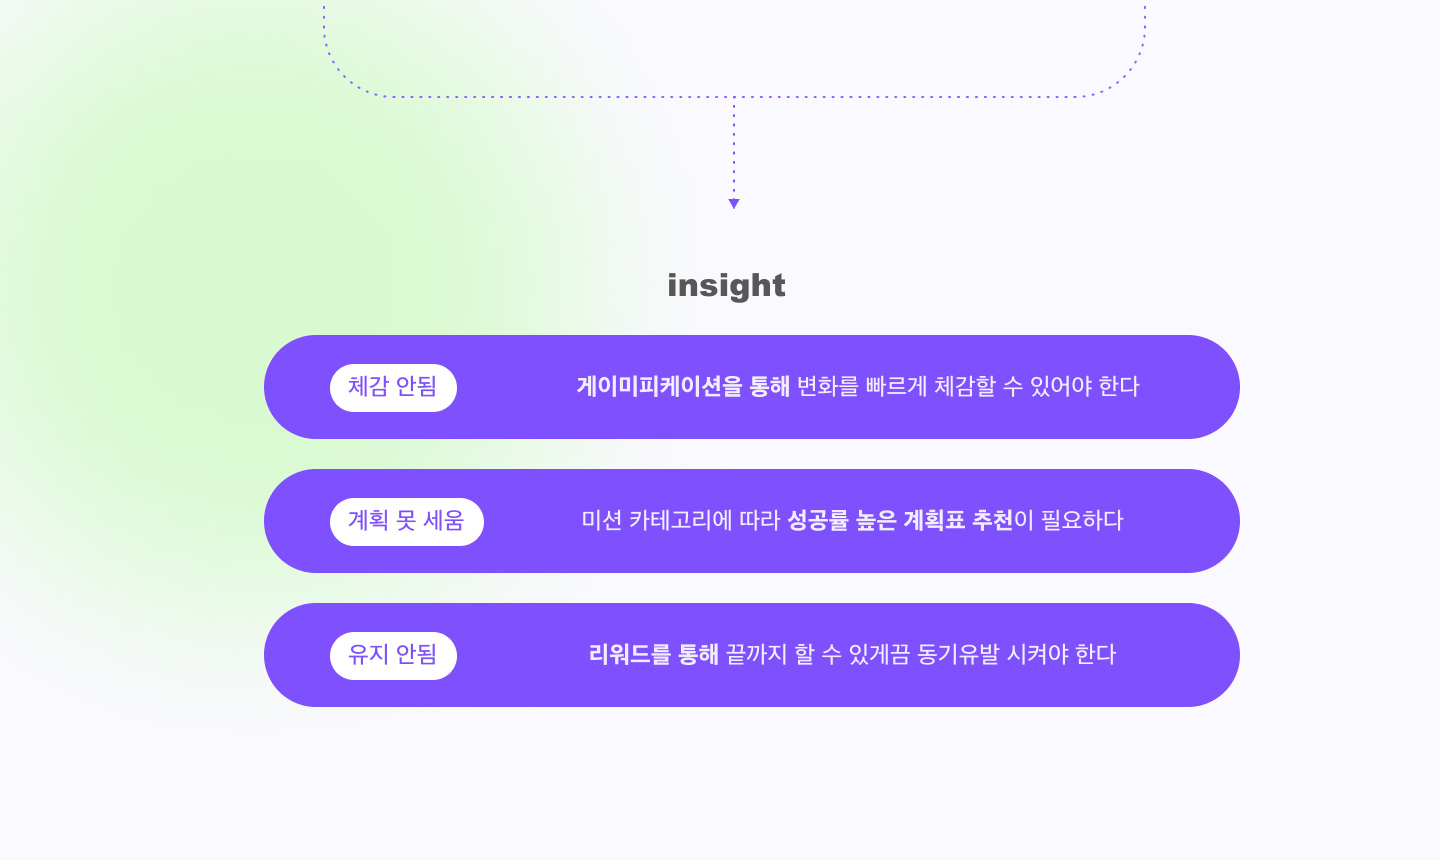 insight
체감 안됨
게이미피케이션을 통해 변화를 빠르게 체감할 수 있어야 한다
계획 못 세움
미션 카테고리에 따라 성공률 높은 계획표 추천이 필요하다
유지 안됨
리워드를 통해 끝까지 할 수 있게끔 동기유발 시켜야 한다